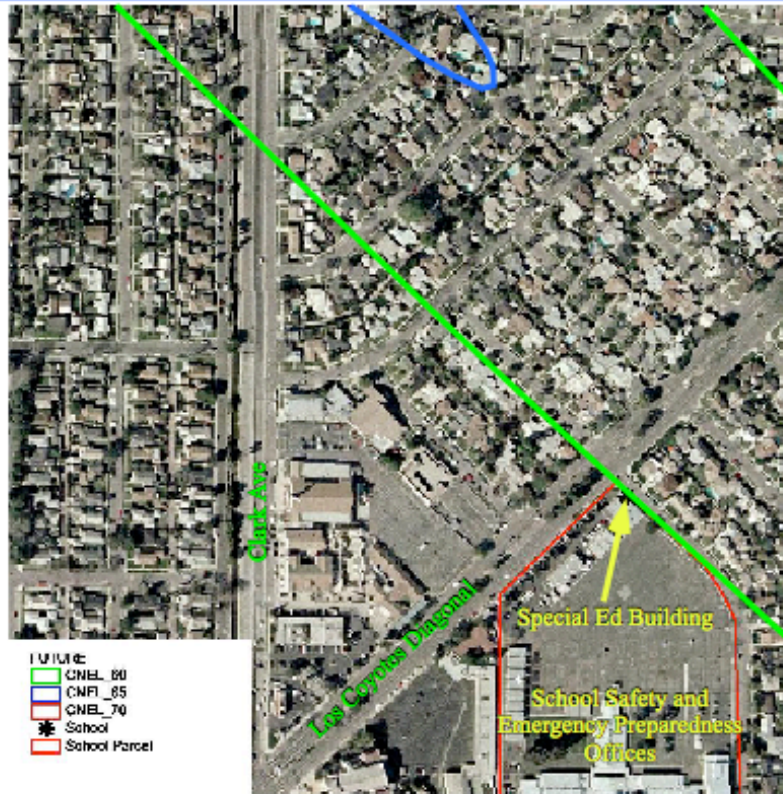 Clark Ave
Los Coyotes Diagonal
Special Ed Building
School Safety and
Emergency Preparedness
Offices
FUTURE
CNEL_60
CNEL_65
CNEL_70
School
School Parcel